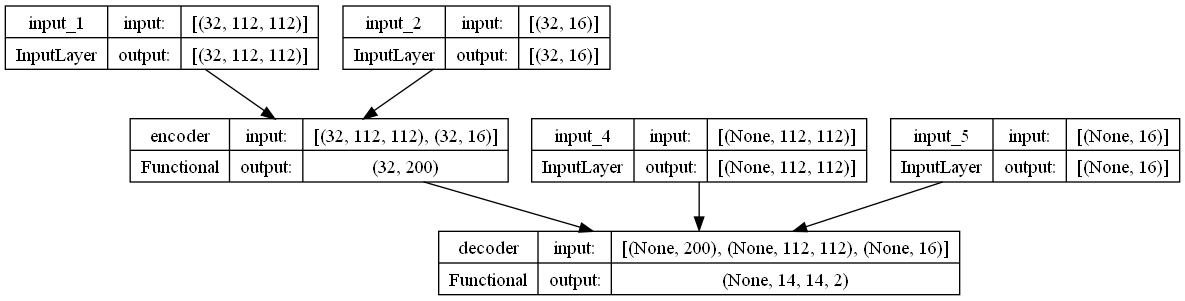 input_1 input: [(32, 112, 112)]
InputLayer output: [(32, 112, 112)]
input_2 input: [(32, 16)]
InputLayer output: [(32, 16)]
encoder input: [(32, 112, 112), (32, 16)]
Functional output: (32, 200)
input_4 input: [(None, 112, 112)]
InputLayer output: [(None, 112, 112)]
input_5 input: [(None, 16)]
InputLayer output: [(None, 16)]
decoder input: [(None, 200), (None, 112, 112), (None, 16)]
Functional output: (None, 14, 14, 2)